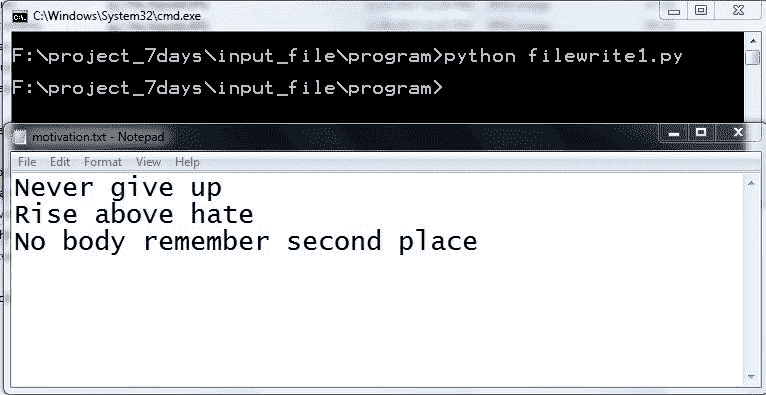 C:\Windows\System32\cmd.exe
F:\project_7days\input_file\program>python filewrite1.py
F:\project_7days\input_file\program>
motivation.txt - Notepad
File Edit Format View Help
Never give up
Rise above hate
No body remember second place